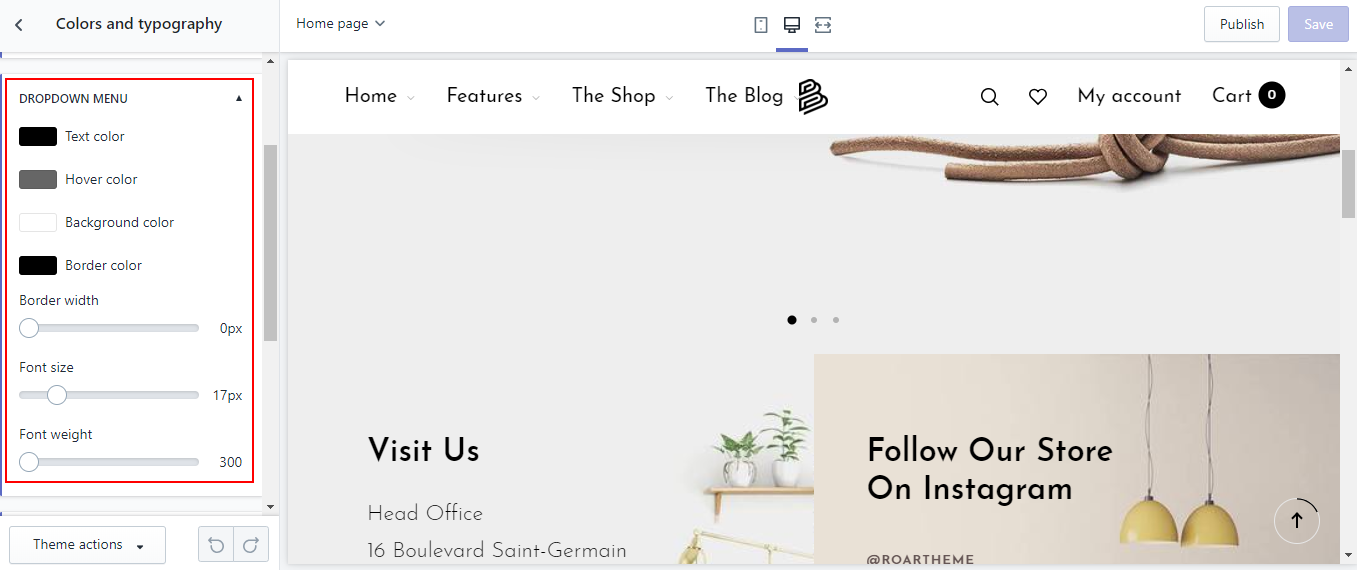 Colors and typography
Home page
Publish
Save
DROPDOWN MENU
Text color
Hover color
Background color
Border color
Border width
0px
Font size
17px
Font weight
300
Theme actions
Home
Features
The Shop
The Blog
My account
Cart 0
Visit Us
Head Office
16 Boulevard Saint-Germain
Follow Our Store
On Instagram
@ROARTHEME